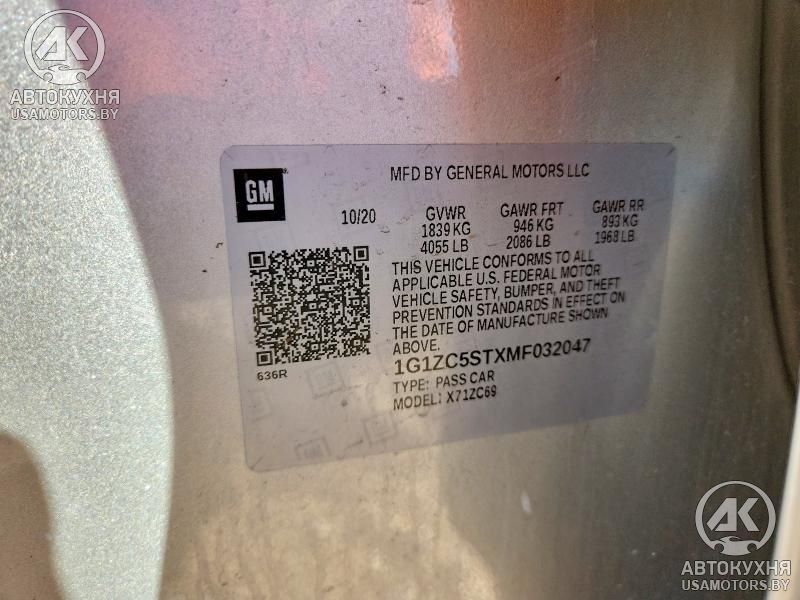 AK
АВТОКУХНЯ
USAMOTORS.BY
GM
MFD BY GENERAL MOTORS LLC
10/20 GVWR GAWR FRT GAWR RR
1839 KG 946 KG 893 KG
4055 LB 2086 LB 1968 LB
THIS VEHICLE CONFORMS TO ALL
APPLICABLE U.S. FEDERAL MOTOR
VEHICLE SAFETY, BUMPER, AND THEFT
PREVENTION STANDARDS IN EFFECT ON
THE DATE OF MANUFACTURE SHOWN
ABOVE.
636R
1G1ZC5STXMF032047
TYPE: PASS CAR
MODEL: X71ZC69
GM
AK
АВТОКУХНЯ
USAMOTORS.BY